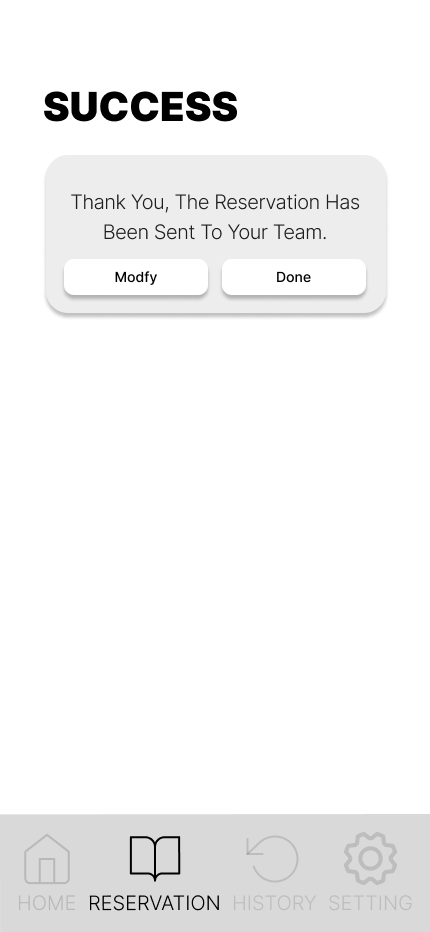 SUCCESS
Thank You, The Reservation Has
Been Sent To Your Team.
Modfy
Done
HOME
RESERVATION
HISTORY
SETTING